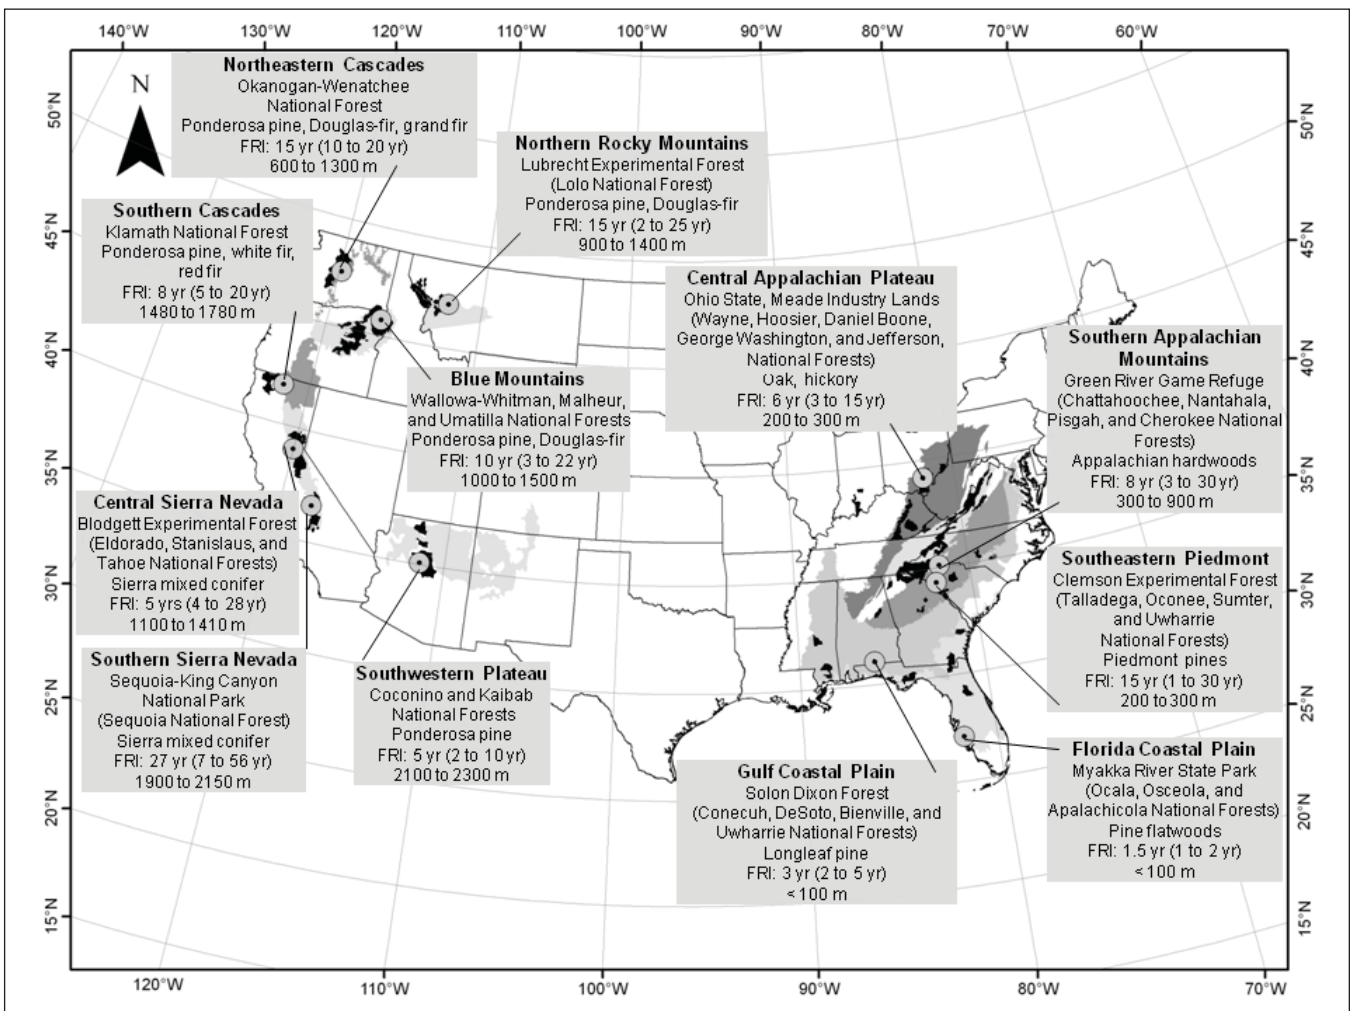 140°W 130°W 120°W 110°W 100°W 90°W 80°W 70°W 60°W
N
50°N
45°N
40°N
35°N
30°N
25°N
20°N
15°N
Northeastern Cascades
Okanogan-Wenatchee
National Forest
Ponderosa pine, Douglas-fir, grand fir
FRI: 15 yr (10 to 20 yr)
600 to 1300 m
Northern Rocky Mountains
Lubrecht Experimental Forest
(Lolo National Forest)
Ponderosa pine, Douglas-fir
FRI: 15 yr (2 to 25 yr)
900 to 1400 m
Southern Cascades
Klamath National Forest
Ponderosa pine, white fir,
red fir
FRI: 8 yr (5 to 20 yr)
1480 to 1780 m
Central Appalachian Plateau
Ohio State, Meade Industry Lands
(Wayne, Hoosier, Daniel Boone,
George Washington, and Jefferson,
National Forests)
Oak, hickory
FRI: 6 yr (3 to 15 yr)
200 to 300 m
Southern Appalachian
Mountains
Green River Game Refuge
(Chattahoochee, Nantahala,
Pisgah, and Cherokee National
Forests)
Appalachian hardwoods
FRI: 8 yr (3 to 30 yr)
300 to 900 m
Blue Mountains
Wallowa-Whitman, Malheur,
and Umatilla National Forests
Ponderosa pine, Douglas-fir
FRI: 10 yr (3 to 22 yr)
1000 to 1500 m
Central Sierra Nevada
Blodgett Experimental Forest
(Eldorado, Stanislaus, and
Tahoe National Forests)
Sierra mixed conifer
FRI: 5 yrs (4 to 28 yr)
1100 to 1410 m
Southeastern Piedmont
Clemson Experimental Forest
(Talladega, Oconee, Sumter,
and Uwharrie
National Forests)
Piedmont pines
FRI: 15 yr (1 to 30 yr)
200 to 300 m
Southern Sierra Nevada
Sequoia-King Canyon
National Park
(Sequoia National Forest)
Sierra mixed conifer
FRI: 27 yr (7 to 56 yr)
1900 to 2150 m
Southwestern Plateau
Coconino and Kaibab
National Forests
Ponderosa pine
FRI: 5 yr (2 to 10 yr)
2100 to 2300 m
Gulf Coastal Plain
Solon Dixon Forest
(Conecuh, DeSoto, Bienville, and
Uwharrie National Forests)
Longleaf pine
FRI: 3 yr (2 to 5 yr)
< 100 m
Florida Coastal Plain
Myakka River State Park
(Ocala, Osceola, and
Apalachicola National Forests)
Pine flatwoods
FRI: 1.5 yr (1 to 2 yr)
< 100 m
50°N
45°N
40°N
35°N
30°N
25°N
20°N
15°N
120°W 110°W 100°W 90°W 80°W 70°W